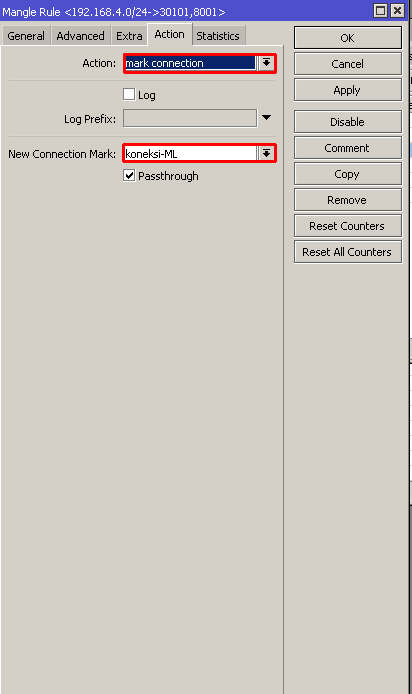 Mangle Rule <192.168.4.0/24->30101,8001>
General Advanced Extra Action Statistics
Action: mark connection
Log
Log Prefix:
New Connection Mark: koneksi-ML
Passthrough
OK
Cancel
Apply
Disable
Comment
Copy
Remove
Reset Counters
Reset All Counters